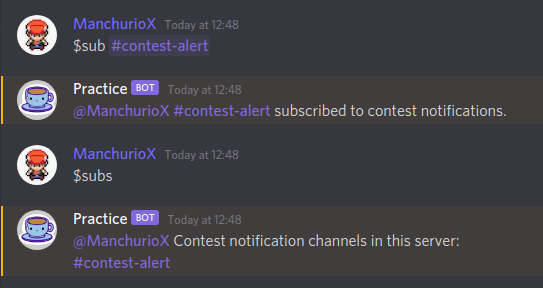 ManchurioX Today at 12:48
$sub #contest-alert
Practice BOT Today at 12:48
@ManchurioX #contest-alert subscribed to contest notifications.
ManchurioX Today at 12:48
$subs
Practice BOT Today at 12:48
@ManchurioX Contest notification channels in this server:
#contest-alert